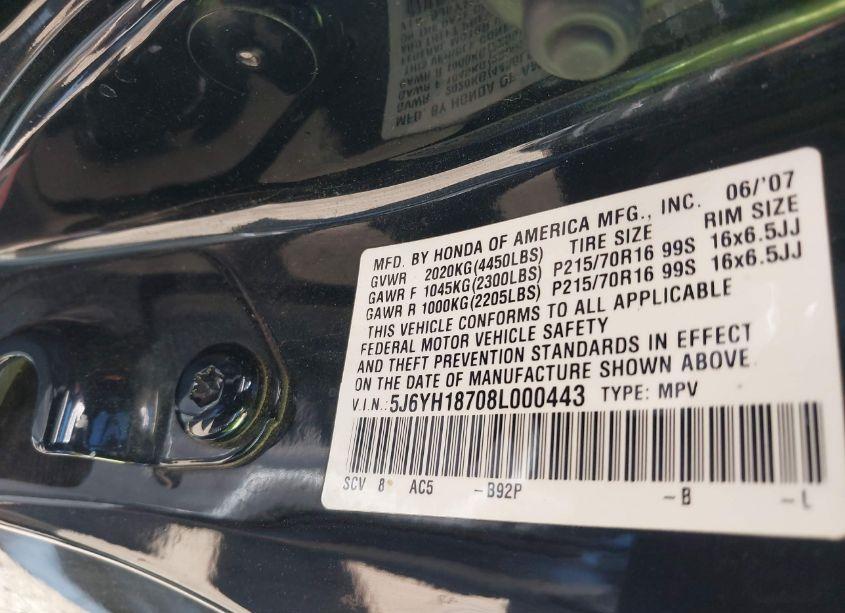 MFD. BY HONDA OF AMERICA MFG., INC. 06/'07
GVWR 2020KG(4450LBS) TIRE SIZE RIM SIZE
GAWR F 1045KG(2300LBS) P215/70R16 99S 16x6.5JJ
GAWR R 1000KG(2205LBS) P215/70R16 99S 16x6.5JJ
THIS VEHICLE CONFORMS TO ALL APPLICABLE
FEDERAL MOTOR VEHICLE SAFETY
AND THEFT PREVENTION STANDARDS IN EFFECT
ON THE DATE OF MANUFACTURE SHOWN ABOVE.
V.I.N.: 5J6YH18708L000443 TYPE: MPV
SCV 8 AC5 -B92P -B -L